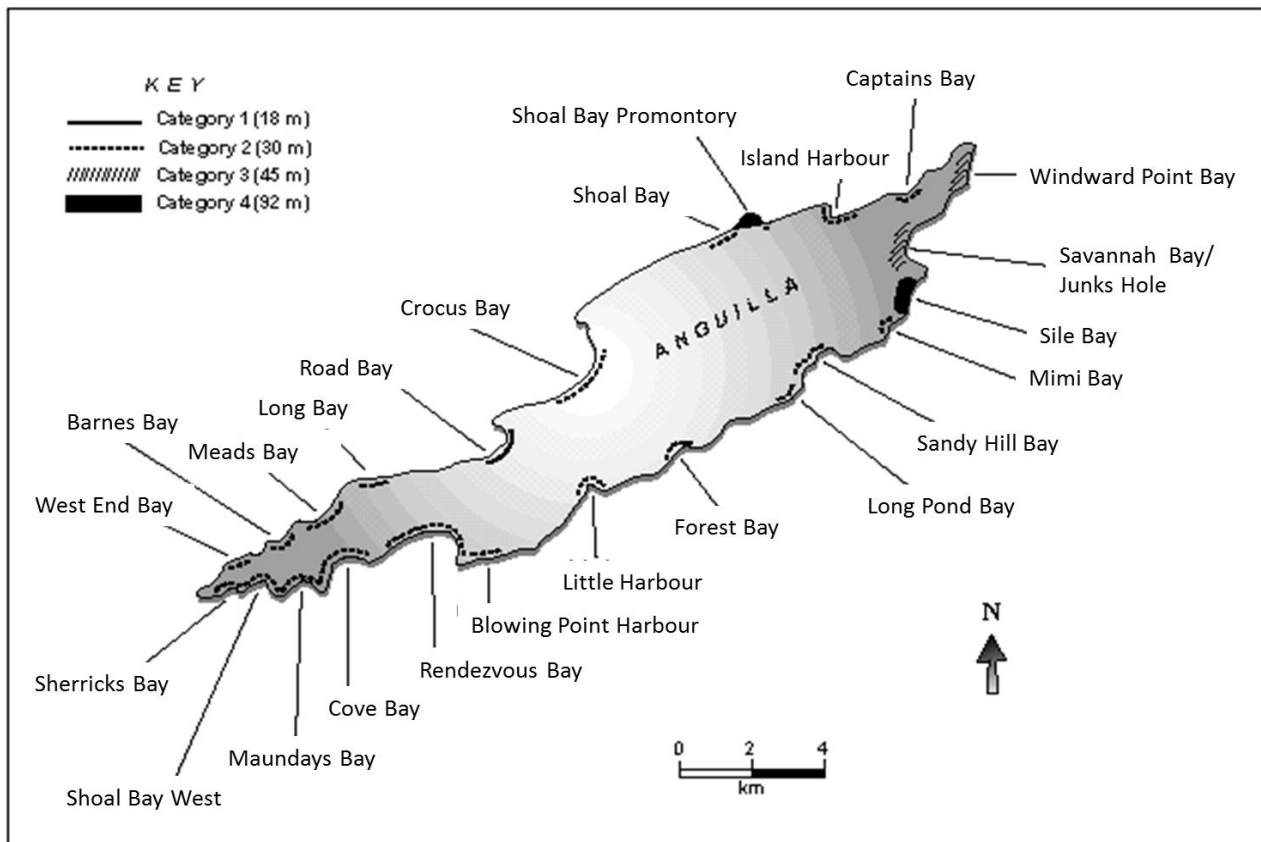 KEY
Category 1 (18 m)
Category 2 (30 m)
Category 3 (45 m)
Category 4 (92 m)
Captains Bay
Shoal Bay Promontory
Island Harbour
Windward Point Bay
Shoal Bay
Savannah Bay/
Junks Hole
ANGUILLA
Crocus Bay
Sile Bay
Road Bay
Mimi Bay
Long Bay
Barnes Bay
Sandy Hill Bay
Meads Bay
West End Bay
Long Pond Bay
Forest Bay
Little Harbour
Blowing Point Harbour
N
Rendezvous Bay
Sherricks Bay
Cove Bay
Maundays Bay
Shoal Bay West
0 2 4
km